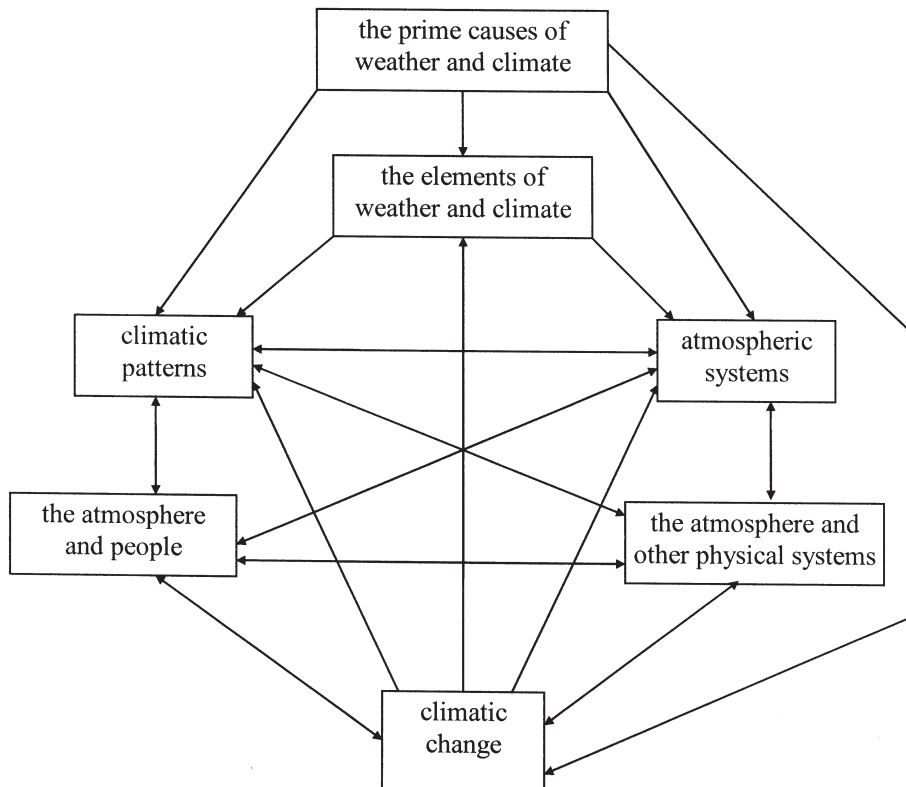 the prime causes of
weather and climate
the elements of
weather and climate
climatic
patterns
atmospheric
systems
the atmosphere
and people
the atmosphere and
other physical systems
climatic
change